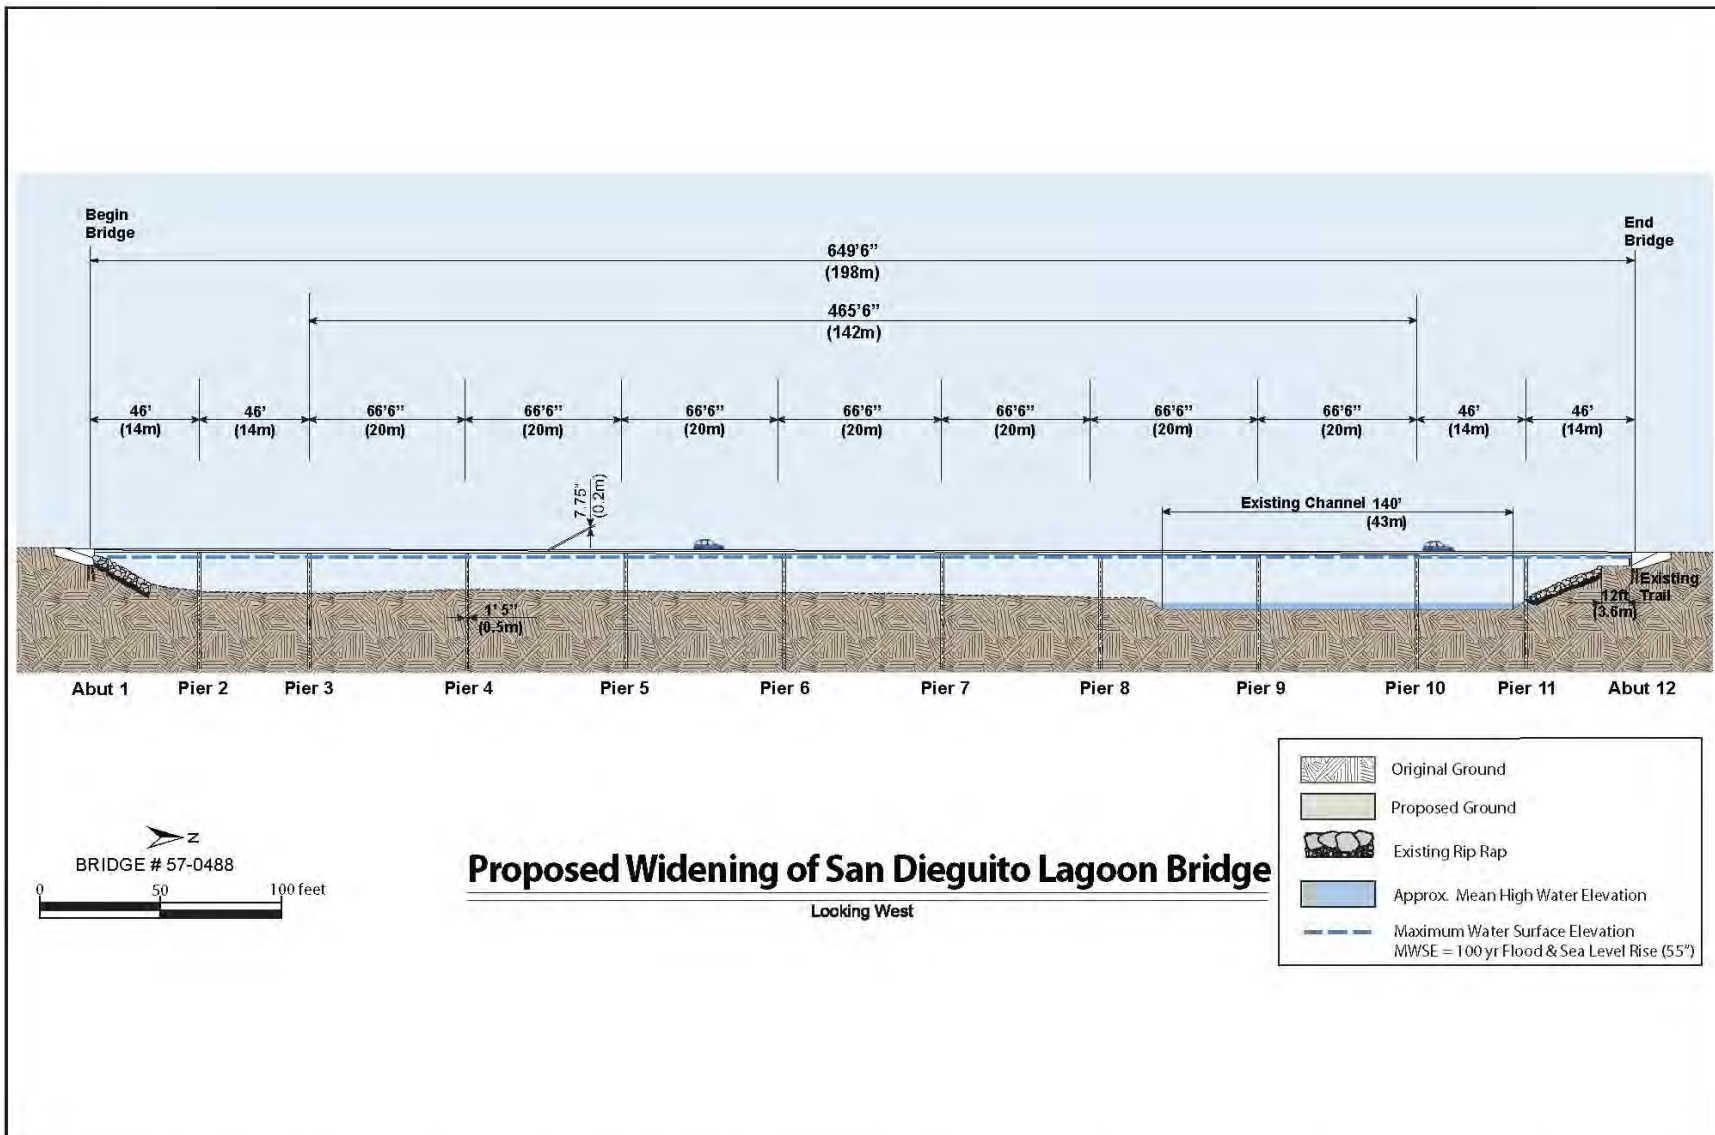 Begin
Bridge
End
Bridge
649'6"
(198m)
465'6"
(142m)
46'
(14m)
46'
(14m)
66'6"
(20m)
66'6"
(20m)
66'6"
(20m)
66'6"
(20m)
66'6"
(20m)
66'6"
(20m)
66'6"
(20m)
46'
(14m)
46'
(14m)
7.75"
(0.2m)
Existing Channel 140'
(43m)
1' 5"
(0.5m)
Existing
Trail
12ft
(3.6m)
Abut 1
Pier 2
Pier 3
Pier 4
Pier 5
Pier 6
Pier 7
Pier 8
Pier 9
Pier 10
Pier 11
Abut 12
Original Ground
Proposed Ground
Existing Rip Rap
Approx. Mean High Water Elevation
Maximum Water Surface Elevation
MWSE = 100 yr Flood & Sea Level Rise (55")
N
BRIDGE # 57-0488
0 50 100 feet
Proposed Widening of San Dieguito Lagoon Bridge
Looking West